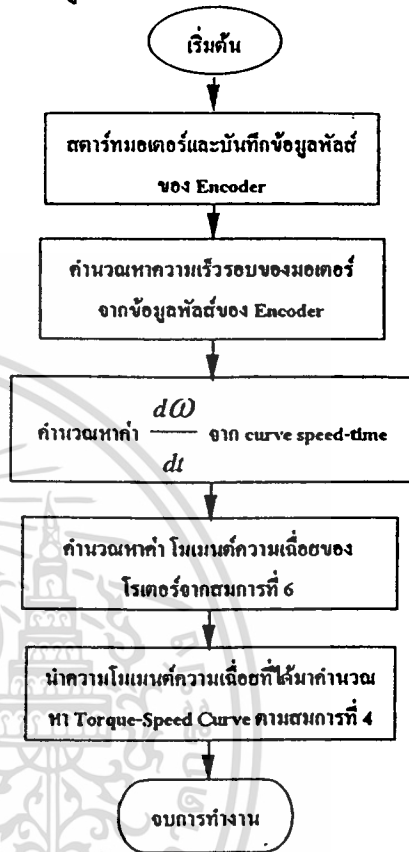 เริ่มต้น
สตาร์ทมอเตอร์และบันทึกข้อมูลพัลส์
ของ Encoder
คำนวณหาความเร็วรอบของมอเตอร์
จากข้อมูลพัลส์ของ Encoder
คำนวณหาค่า dω/dt จาก curve speed-time
คำนวณหาค่า โมเมนต์ความเฉื่อยของ
โรเตอร์จากสมการที่ 6
นำความโมเมนต์ความเฉื่อยที่ได้มาคำนวณ
หา Torque-Speed Curve ตามสมการที่ 4
จบการทำงาน